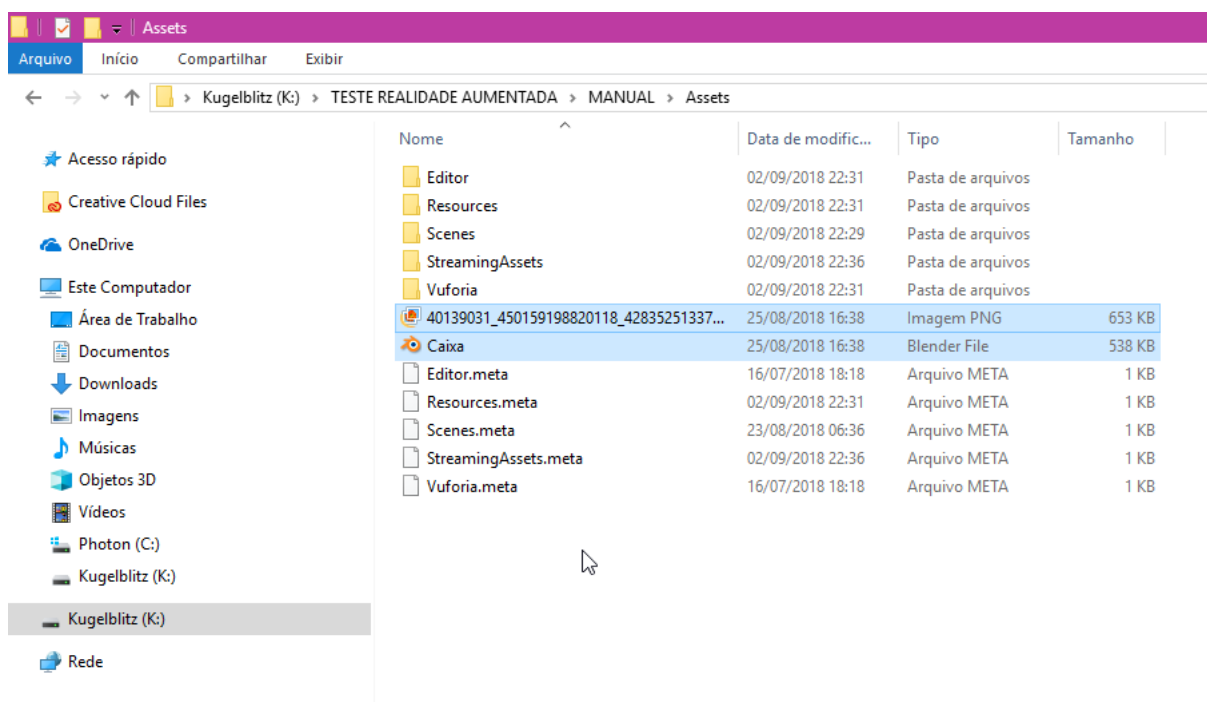 Assets
Arquivo Início Compartilhar Exibir
Kugelblitz (K:) > TESTE REALIDADE AUMENTADA > MANUAL > Assets
Nome Data de modific... Tipo Tamanho
Acesso rápido
Creative Cloud Files
OneDrive
Este Computador
Área de Trabalho
Documentos
Downloads
Imagens
Músicas
Objetos 3D
Vídeos
Photon (C:)
Kugelblitz (K:)
Kugelblitz (K:)
Rede
Editor 02/09/2018 22:31 Pasta de arquivos
Resources 02/09/2018 22:31 Pasta de arquivos
Scenes 02/09/2018 22:29 Pasta de arquivos
StreamingAssets 02/09/2018 22:36 Pasta de arquivos
Vuforia 02/09/2018 22:31 Pasta de arquivos
40139031_450159198820118_42835251337... 25/08/2018 16:38 Imagem PNG 653 KB
Caixa 25/08/2018 16:38 Blender File 538 KB
Editor.meta 16/07/2018 18:18 Arquivo META 1 KB
Resources.meta 02/09/2018 22:31 Arquivo META 1 KB
Scenes.meta 23/08/2018 06:36 Arquivo META 1 KB
StreamingAssets.meta 02/09/2018 22:36 Arquivo META 1 KB
Vuforia.meta 16/07/2018 18:18 Arquivo META 1 KB